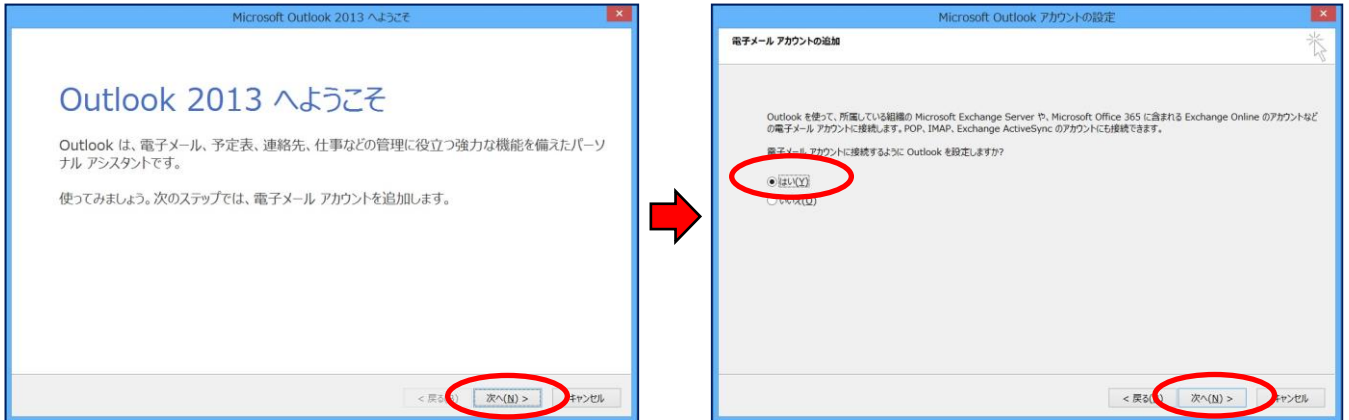 Microsoft Outlook 2013 へようこそ
Outlook 2013 へようこそ
Outlook は、電子メール、予定表、連絡先、仕事などの管理に役立つ強力な機能を備えたパーソ
ナル アシスタントです。
使ってみましょう。次のステップでは、電子メール アカウントを追加します。
< 戻る
次へ(N) >
キャンセル
Microsoft Outlook アカウントの設定
電子メール アカウントの追加
Outlook を使って、所属している組織の Microsoft Exchange Server や、Microsoft Office 365 に含まれる Exchange Online のアカウントなど
の電子メール アカウントに接続します。POP、IMAP、Exchange ActiveSync のアカウントにも接続できます。
電子メール アカウントに接続するように Outlook を設定しますか?
はい(Y)
いいえ(O)
< 戻る(
次へ(N) >
キャンセル